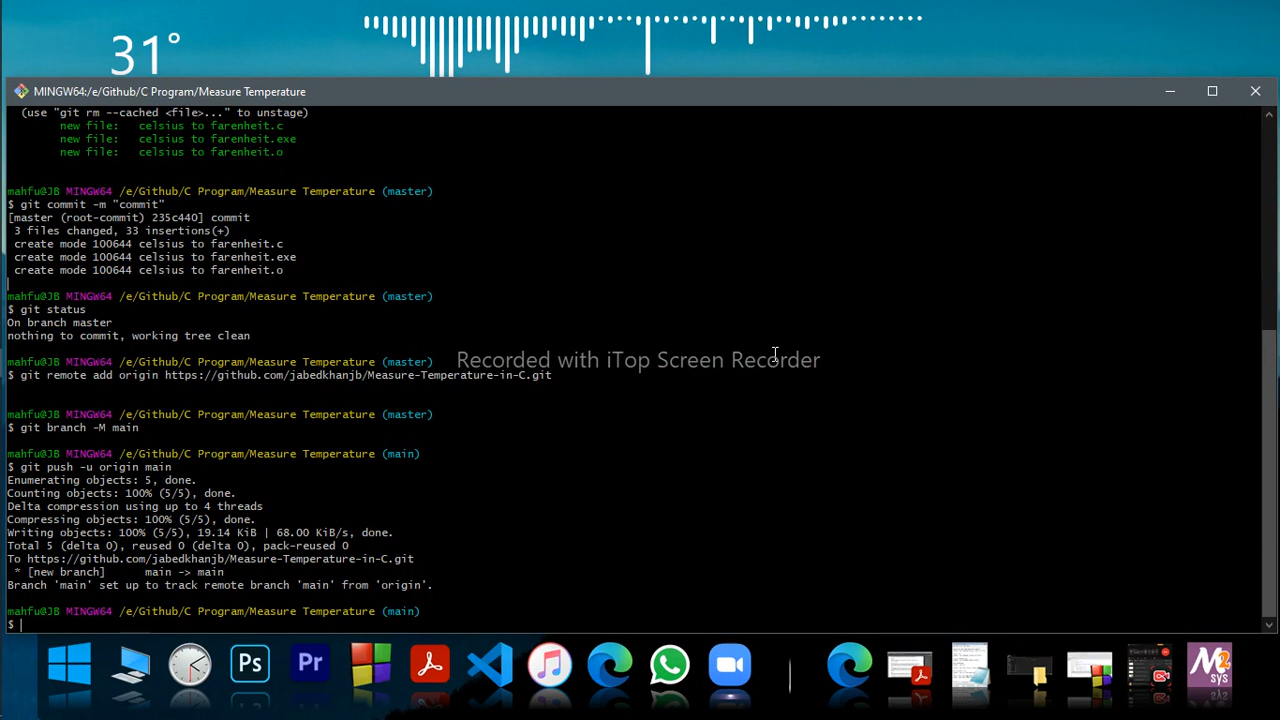 31°
MINGW64:/e/Github/C Program/Measure Temperature
(use "git rm --cached <file>..." to unstage)
new file:   celsius to farenheit.c
new file:   celsius to farenheit.exe
new file:   celsius to farenheit.o
mahfu@JB MINGW64 /e/Github/C Program/Measure Temperature (master)
$ git commit -m "commit"
[master (root-commit) 235c440] commit
3 files changed, 33 insertions(+)
create mode 100644 celsius to farenheit.c
create mode 100644 celsius to farenheit.exe
create mode 100644 celsius to farenheit.o
mahfu@JB MINGW64 /e/Github/C Program/Measure Temperature (master)
$ git status
On branch master
nothing to commit, working tree clean
mahfu@JB MINGW64 /e/Github/C Program/Measure Temperature (master)
Recorded with iTop Screen Recorder
$ git remote add origin https://github.com/jabedkhanjb/Measure-Temperature-in-C.git
mahfu@JB MINGW64 /e/Github/C Program/Measure Temperature (master)
$ git branch -M main
mahfu@JB MINGW64 /e/Github/C Program/Measure Temperature (main)
$ git push -u origin main
Enumerating objects: 5, done.
Counting objects: 100% (5/5), done.
Delta compression using up to 4 threads
Compressing objects: 100% (5/5), done.
Writing objects: 100% (5/5), 19.14 KiB | 68.00 KiB/s, done.
Total 5 (delta 0), reused 0 (delta 0), pack-reused 0
To https://github.com/jabedkhanjb/Measure-Temperature-in-C.git
* [new branch]      main -> main
Branch 'main' set up to track remote branch 'main' from 'origin'.
mahfu@JB MINGW64 /e/Github/C Program/Measure Temperature (main)
$
Ps
Pr
M2
sys